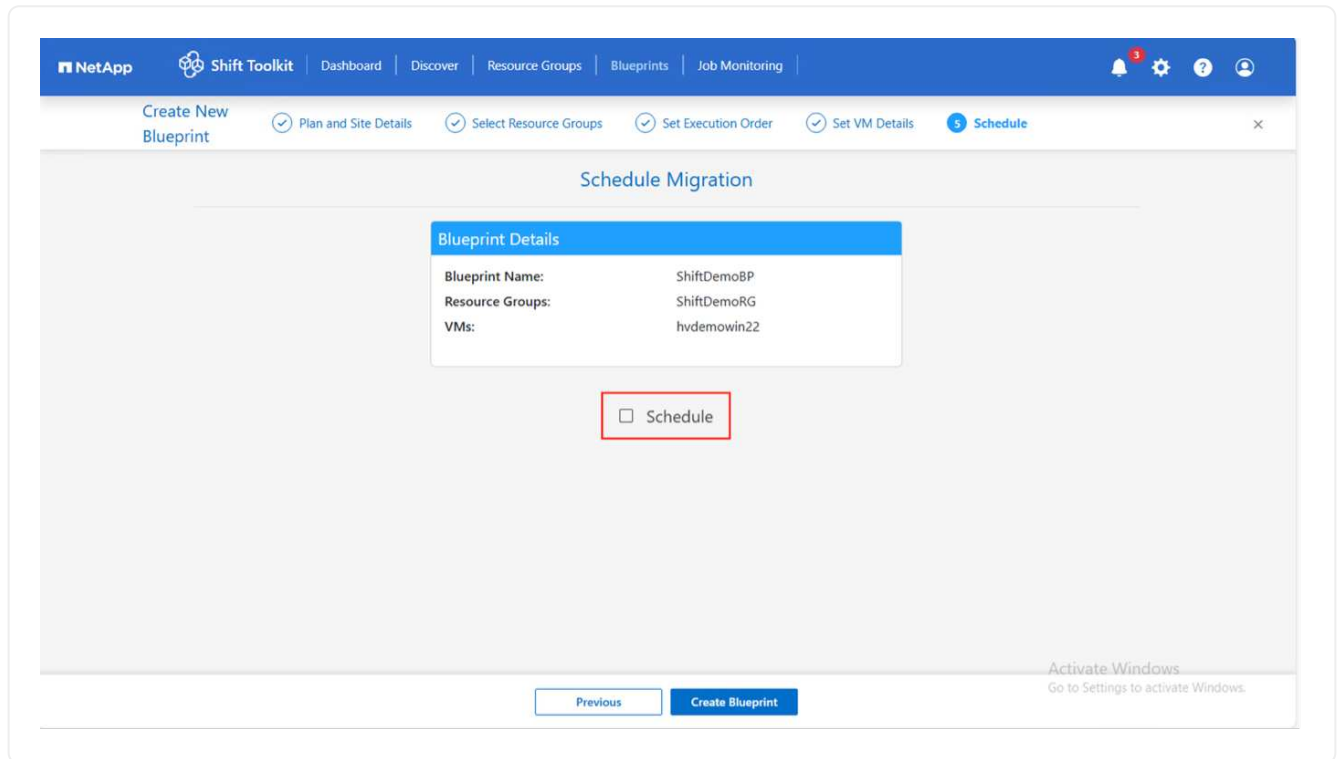 NetApp Shift Toolkit Dashboard Discover Resource Groups Blueprints Job Monitoring 3 ?
Create New
Blueprint
Plan and Site Details Select Resource Groups Set Execution Order Set VM Details 5 Schedule
Schedule Migration
Blueprint Details
Blueprint Name: ShiftDemoBP
Resource Groups: ShiftDemoRG
VMs: hvdemowin22
Schedule
Activate Windows
Go to Settings to activate Windows.
Previous Create Blueprint